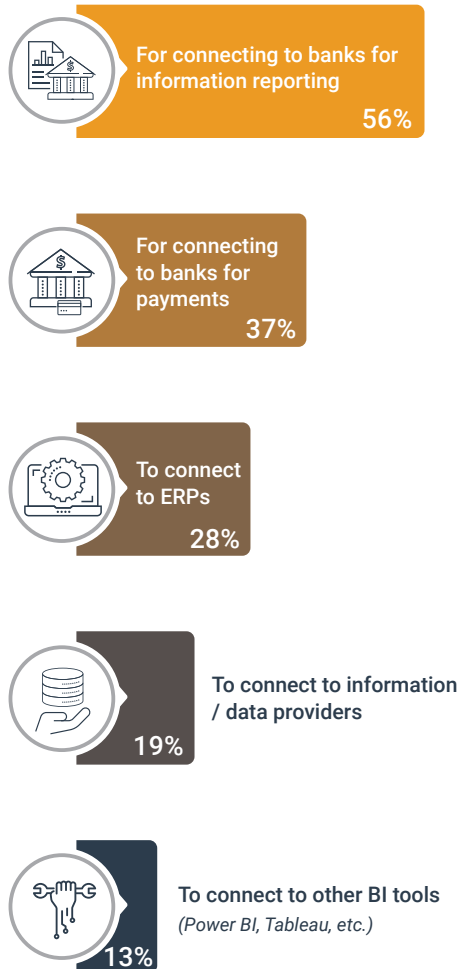 For connecting to banks for
information reporting
56%
$
For connecting
to banks for
payments
37%
$
To connect
to ERPs
28%
To connect to information
/ data providers
19%
To connect to other BI tools
(Power BI, Tableau, etc.)
13%